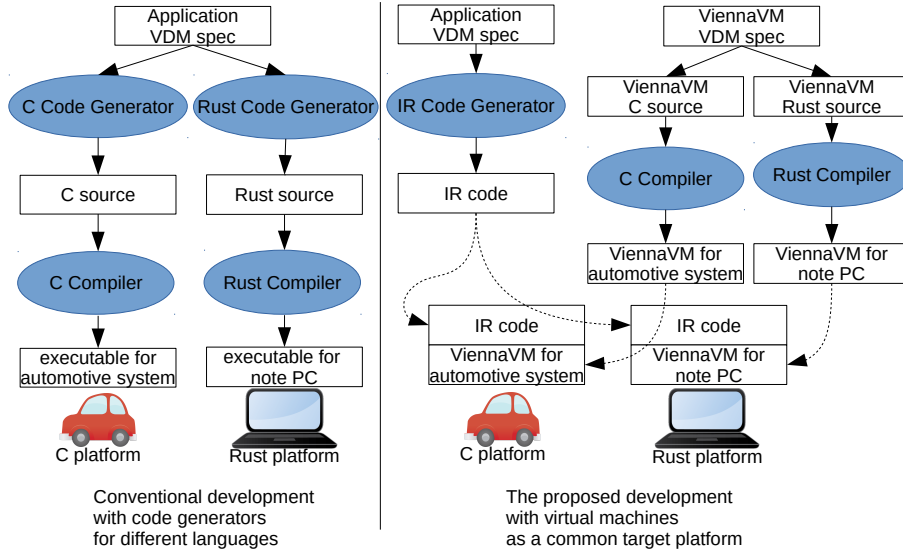 Application
VDM spec
C Code Generator
Rust Code Generator
C source
Rust source
C Compiler
Rust Compiler
executable for
automotive system
executable for
note PC
C platform
Rust platform
Conventional development
with code generators
for different languages
Application
VDM spec
ViennaVM
VDM spec
IR Code Generator
ViennaVM
C source
ViennaVM
Rust source
IR code
C Compiler
Rust Compiler
ViennaVM for
automotive system
ViennaVM for
note PC
IR code
ViennaVM for
automotive system
IR code
ViennaVM for
note PC
C platform
Rust platform
The proposed development
with virtual machines
as a common target platform